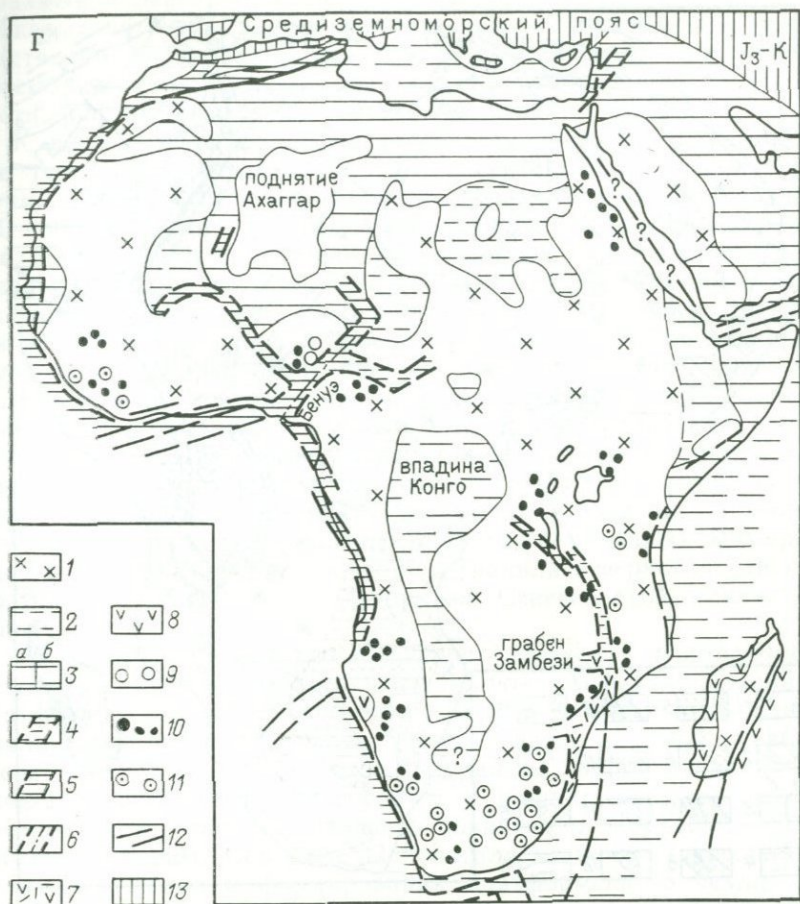 Г
Средиземноморский пояс
J₃-К
поднятие
Ахаггар
?
?
?
Бенуэ
впадина
Конго
грабен
Замбези
?
1
2
а б
3
4
5
6
7
8
9
10
11
12
13